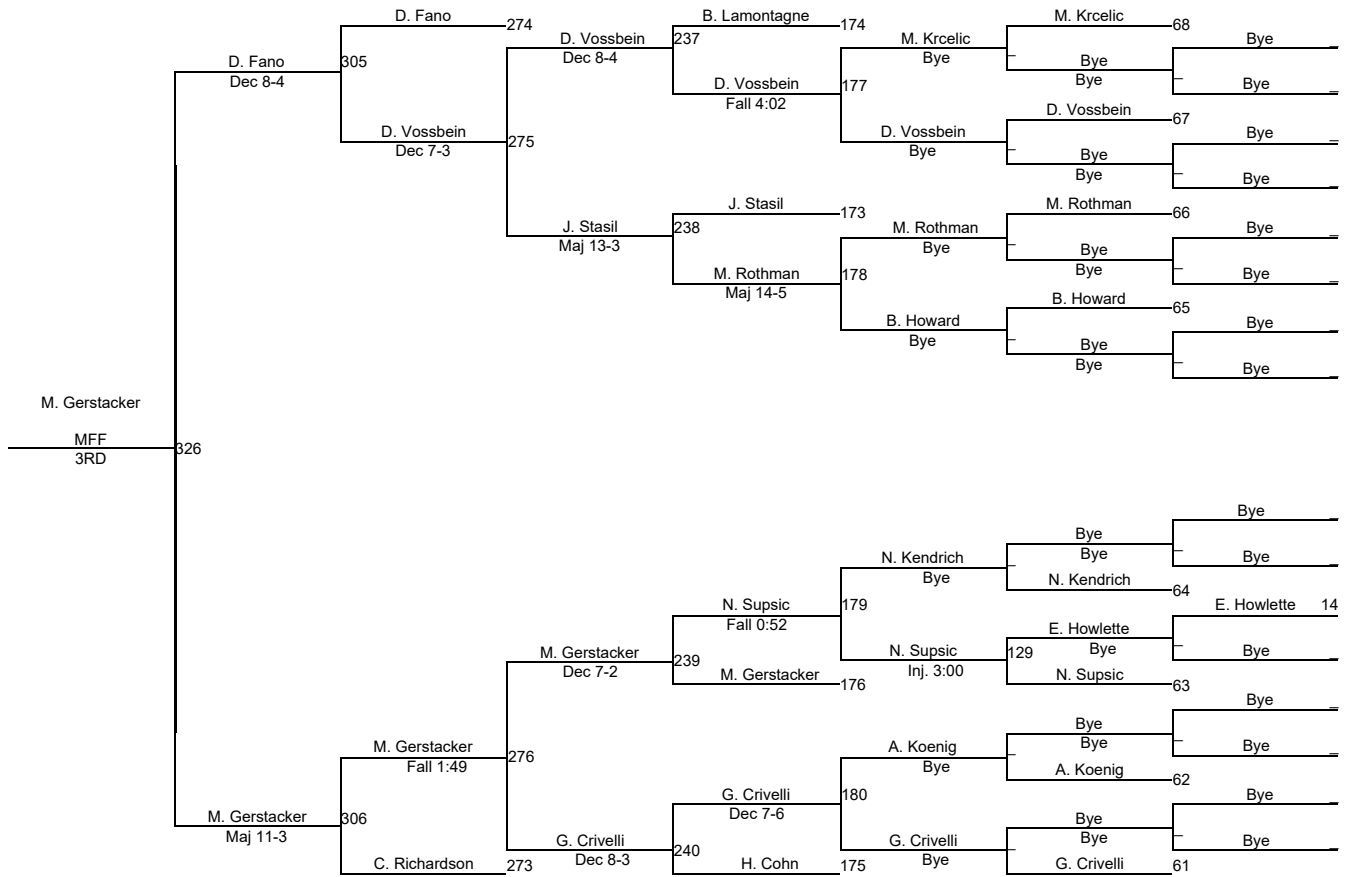 D. Fano 274
B. Lamontagne 174
M. Krcelic 68
D. Vossbein 237
Dec 8-4
M. Krcelic
Bye
Bye _
D. Fano 305
Dec 8-4
_ Bye
Bye
_
D. Vossbein 177
Fall 4:02
Bye _
D. Vossbein 67
D. Vossbein 275
Dec 7-3
D. Vossbein
Bye
Bye _
_ Bye
Bye
_
Bye _
J. Stasil 173
M. Rothman 66
J. Stasil 238
Maj 13-3
M. Rothman
Bye
Bye _
_ Bye
Bye
_
M. Rothman 178
Maj 14-5
Bye _
B. Howard 65
B. Howard
Bye
Bye _
_ Bye
Bye
_
Bye _
M. Gerstacker
MFF 326
3RD
Bye _
Bye
Bye
_
N. Kendrich
Bye
_
Bye _
N. Kendrich 64
N. Supsic 179
Fall 0:52
E. Howlette 14
E. Howlette
Bye
_
M. Gerstacker 239
Dec 7-2
N. Supsic 129
Inj. 3:00
Bye _
M. Gerstacker 176
N. Supsic 63
Bye _
Bye
Bye
_
M. Gerstacker 276
Fall 1:49
A. Koenig
Bye
_
Bye _
A. Koenig 62
G. Crivelli 180
Dec 7-6
Bye _
M. Gerstacker 306
Maj 11-3
Bye
Bye
_
G. Crivelli 240
Dec 8-3
G. Crivelli
Bye
_
Bye _
C. Richardson 273
H. Cohn 175
G. Crivelli 61